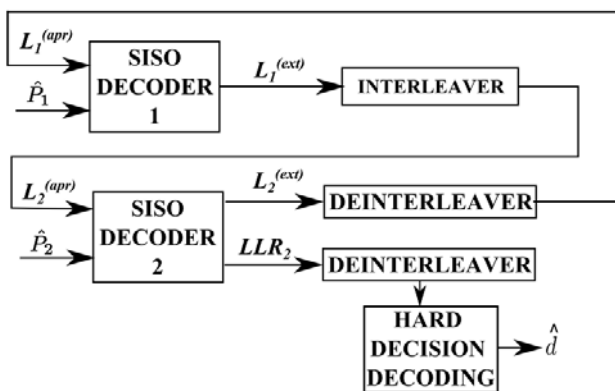 L₁⁽ᵃᵖʳ⁾
P̂₁
SISO
DECODER
1
L₁⁽ᵉˣᵗ⁾
INTERLEAVER
L₂⁽ᵃᵖʳ⁾
P̂₂
SISO
DECODER
2
L₂⁽ᵉˣᵗ⁾
DEINTERLEAVER
LLR₂
DEINTERLEAVER
HARD
DECISION
DECODING
d̂